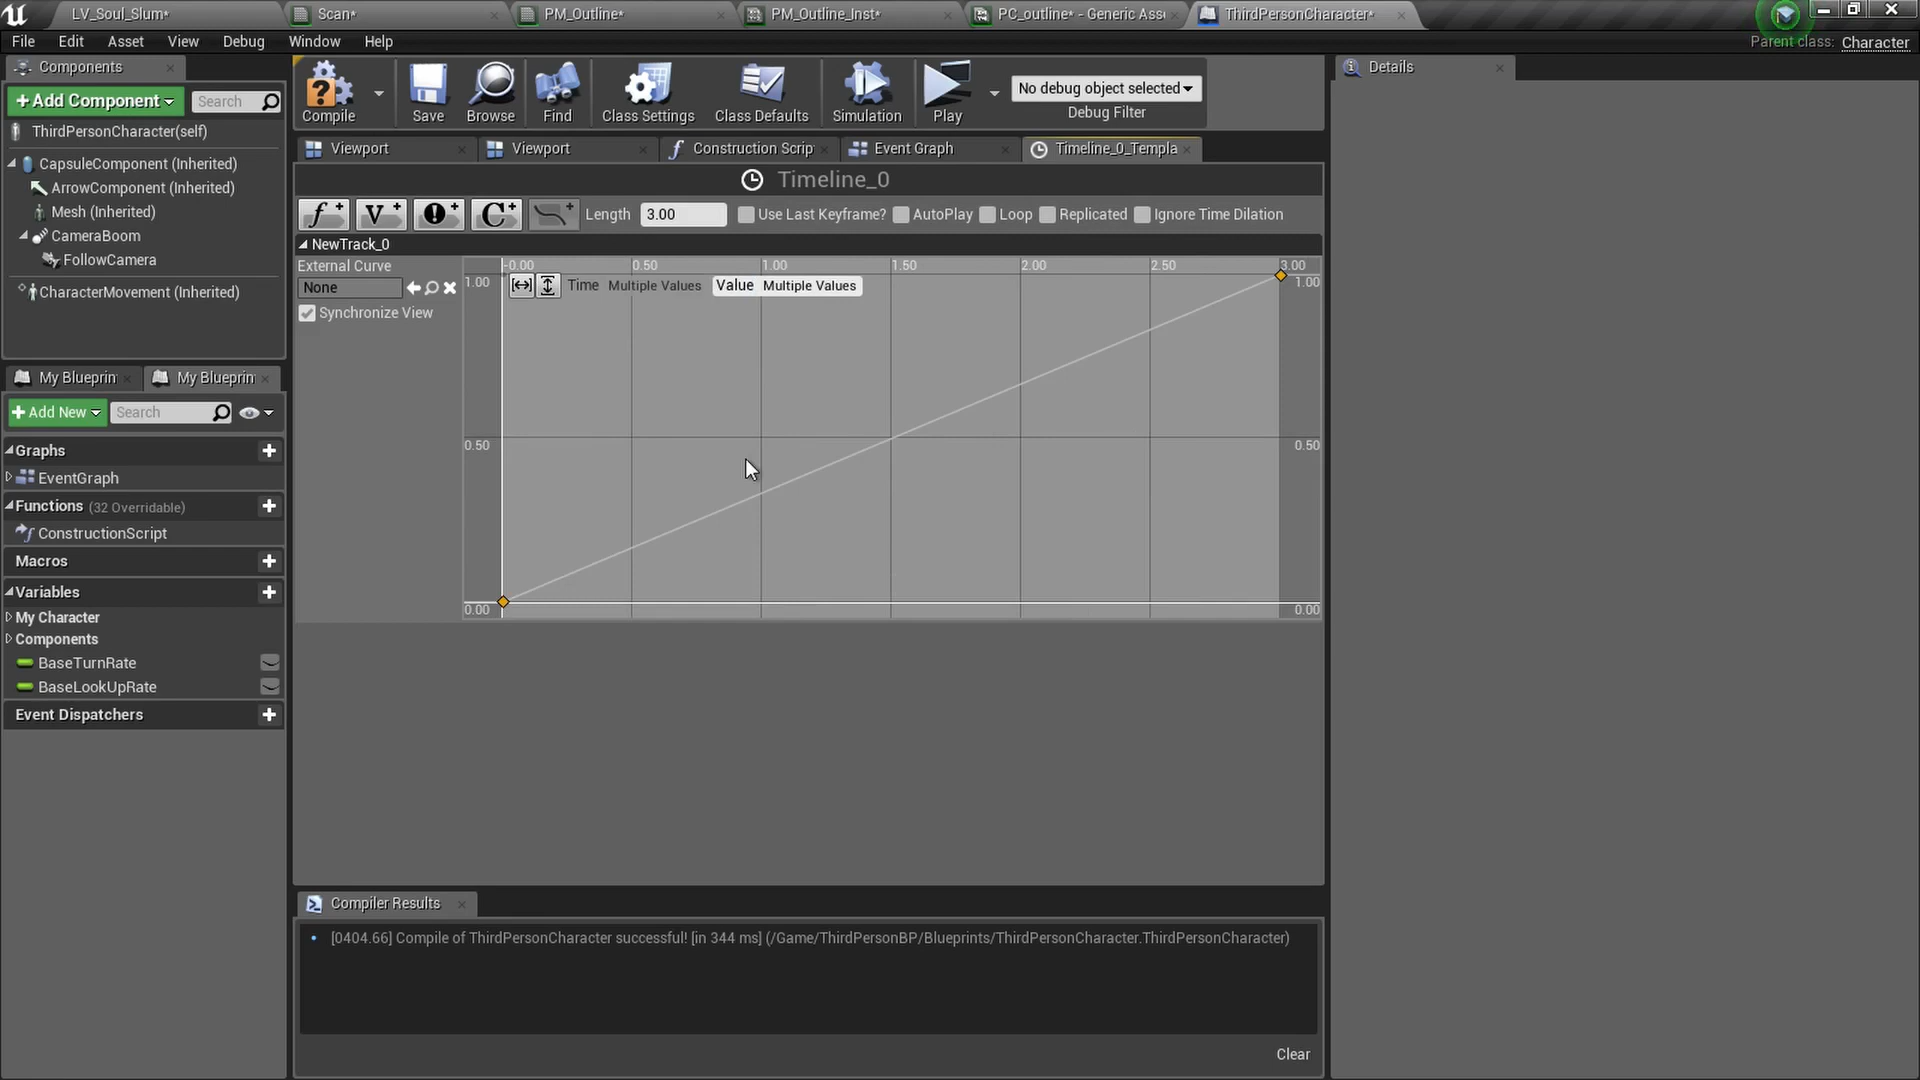 LV_Soul_Slum*
Scan*
PM_Outline*
PM_Outline_Inst*
PC_outline* - Generic Ass
ThirdPersonCharacter*
File
Edit
Asset
View
Debug
Window
Help
Parent class: Character
Components
+Add Component
Search
ThirdPersonCharacter(self)
CapsuleComponent (Inherited)
ArrowComponent (Inherited)
Mesh (Inherited)
CameraBoom
FollowCamera
CharacterMovement (Inherited)
My Blueprin
My Blueprin
+Add New
Search
Graphs
EventGraph
Functions (32 Overridable)
ConstructionScript
Macros
Variables
My Character
Components
BaseTurnRate
BaseLookUpRate
Event Dispatchers
Compile
Save
Browse
Find
Class Settings
Class Defaults
Simulation
Play
No debug object selected
Debug Filter
Viewport
Viewport
Construction Scrip
Event Graph
Timeline_0_Templa
Timeline_0
f+
V+
!+
C+
Length 3.00
Use Last Keyframe?
AutoPlay
Loop
Replicated
Ignore Time Dilation
NewTrack_0
External Curve
None
Synchronize View
-0.00 0.50 1.00 1.50 2.00 2.50 3.00
1.00
Time Multiple Values
Value Multiple Values
1.00
0.50
0.50
0.00
0.00
Compiler Results
[0404.66] Compile of ThirdPersonCharacter successful! [in 344 ms] (/Game/ThirdPersonBP/Blueprints/ThirdPersonCharacter.ThirdPersonCharacter)
Clear
Details